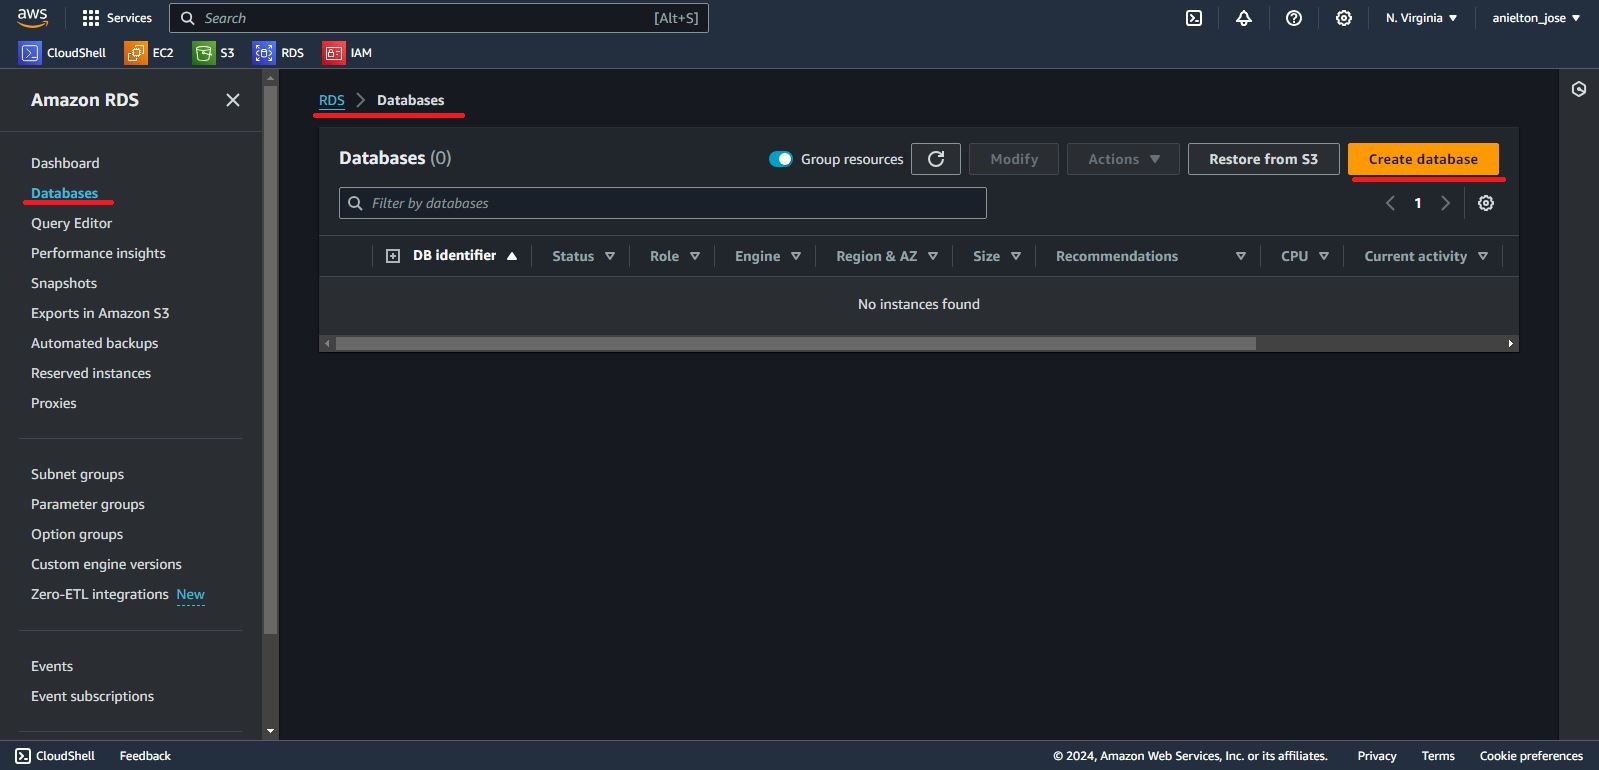 aws Services Search [Alt+S] N. Virginia anielton_jose
CloudShell EC2 S3 RDS IAM
Amazon RDS
Dashboard
Databases
Query Editor
Performance insights
Snapshots
Exports in Amazon S3
Automated backups
Reserved instances
Proxies
Subnet groups
Parameter groups
Option groups
Custom engine versions
Zero-ETL integrations New
Events
Event subscriptions
RDS Databases
Databases (0) Group resources Modify Actions Restore from S3 Create database
Filter by databases 1
DB identifier Status Role Engine Region & AZ Size Recommendations CPU Current activity
No instances found
CloudShell Feedback © 2024, Amazon Web Services, Inc. or its affiliates. Privacy Terms Cookie preferences